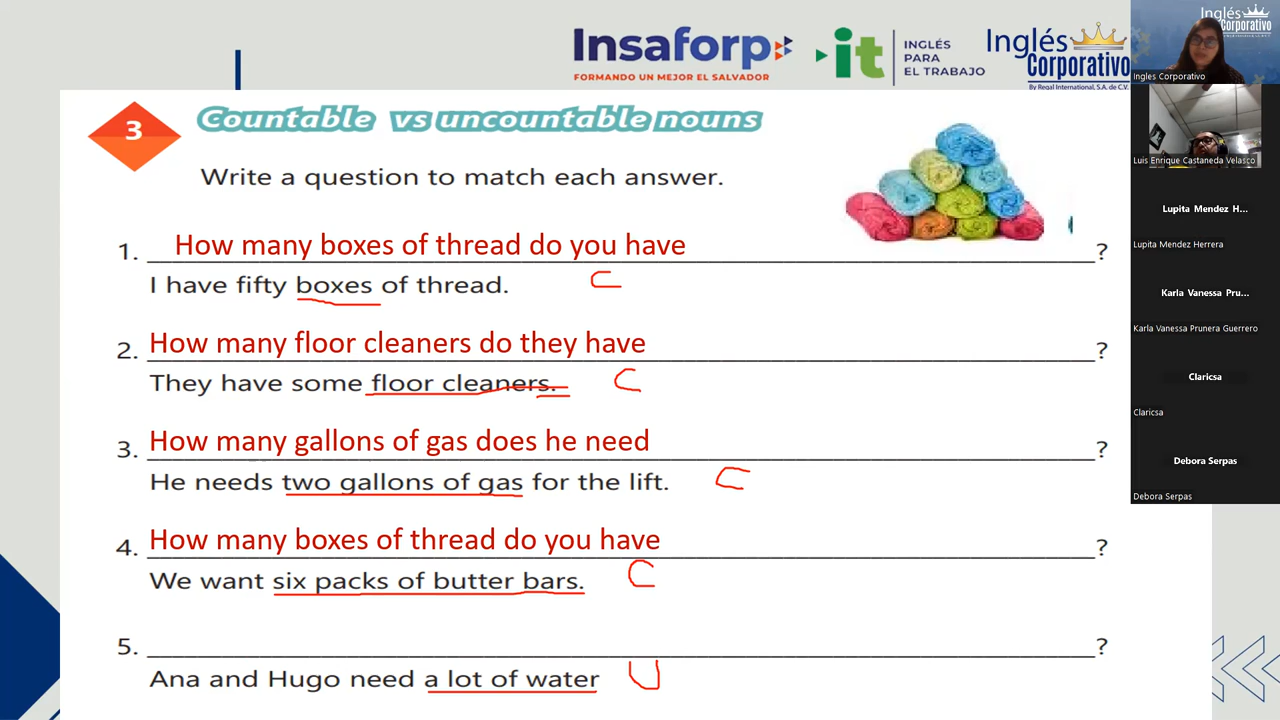 Insaforp
FORMANDO UN MEJOR EL SALVADOR
it
INGLÉS
PARA
EL TRABAJO
Inglés
Corporativo
By Regal International, S.A. de C.V.
3
Countable vs uncountable nouns
Write a question to match each answer.
1. How many boxes of thread do you have ?
I have fifty boxes of thread. C
2. How many floor cleaners do they have ?
They have some floor cleaners. C
3. How many gallons of gas does he need ?
He needs two gallons of gas for the lift. C
4. How many boxes of thread do you have ?
We want six packs of butter bars. C
5. ?
Ana and Hugo need a lot of water U
Inglés
Corporativo
Ingles Corporativo
Luis Enrique Castaneda Velasco
Lupita Mendez H...
Lupita Mendez Herrera
Karla Vanessa Pru...
Karla Vanessa Prunera Guerrero
Claricsa
Claricsa
Debora Serpas
Debora Serpas